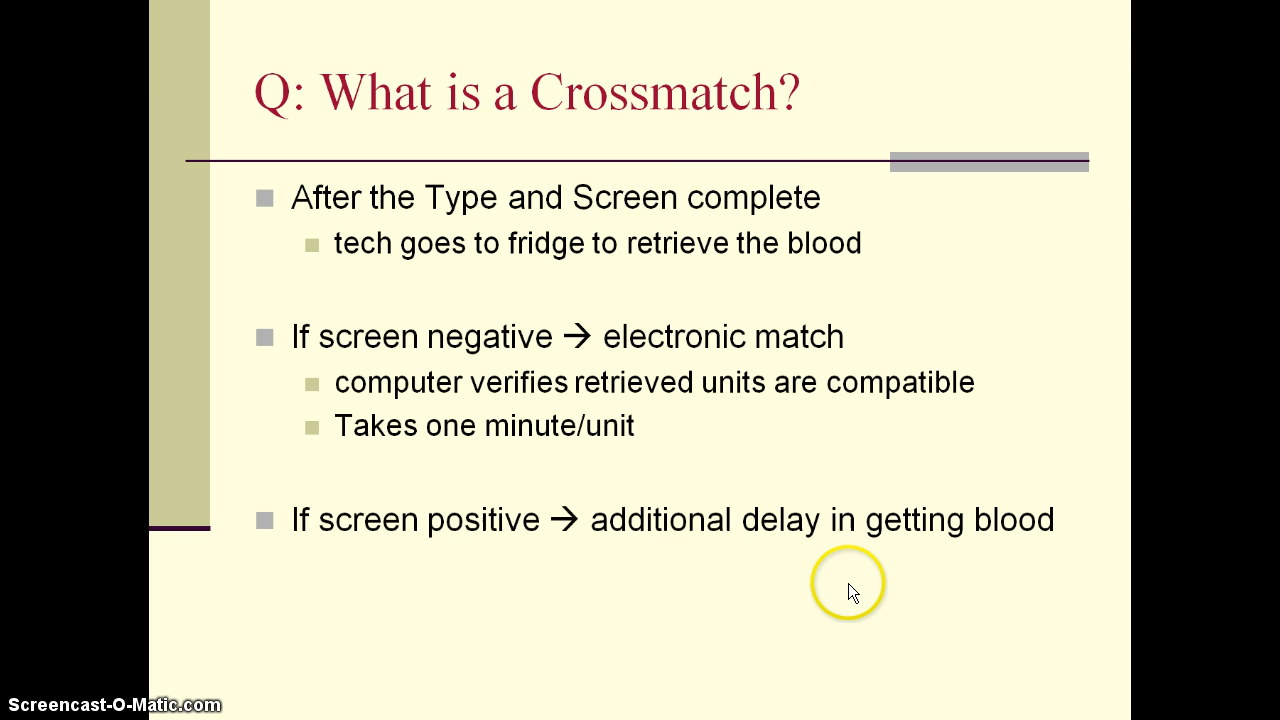 Q: What is a Crossmatch?
After the Type and Screen complete
tech goes to fridge to retrieve the blood
If screen negative → electronic match
computer verifies retrieved units are compatible
Takes one minute/unit
If screen positive → additional delay in getting blood
Screencast-O-Matic.com